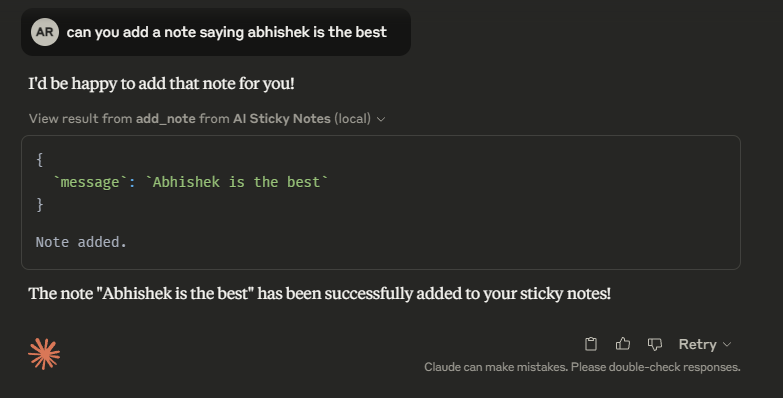 AR can you add a note saying abhishek is the best
I'd be happy to add that note for you!
View result from add_note from AI Sticky Notes (local)
{
`message`: `Abhishek is the best`
}
Note added.
The note "Abhishek is the best" has been successfully added to your sticky notes!
Retry
Claude can make mistakes. Please double-check responses.